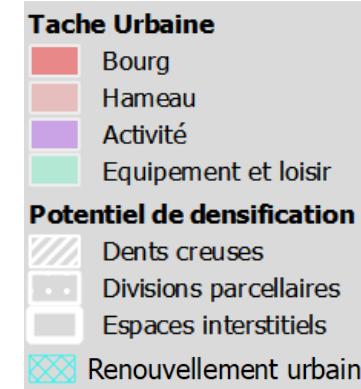 Tache Urbaine
Bourg
Hameau
Activité
Equipement et loisir
Potentiel de densification
Dents creuses
Divisions parcellaires
Espaces interstitiels
Renouvellement urbain